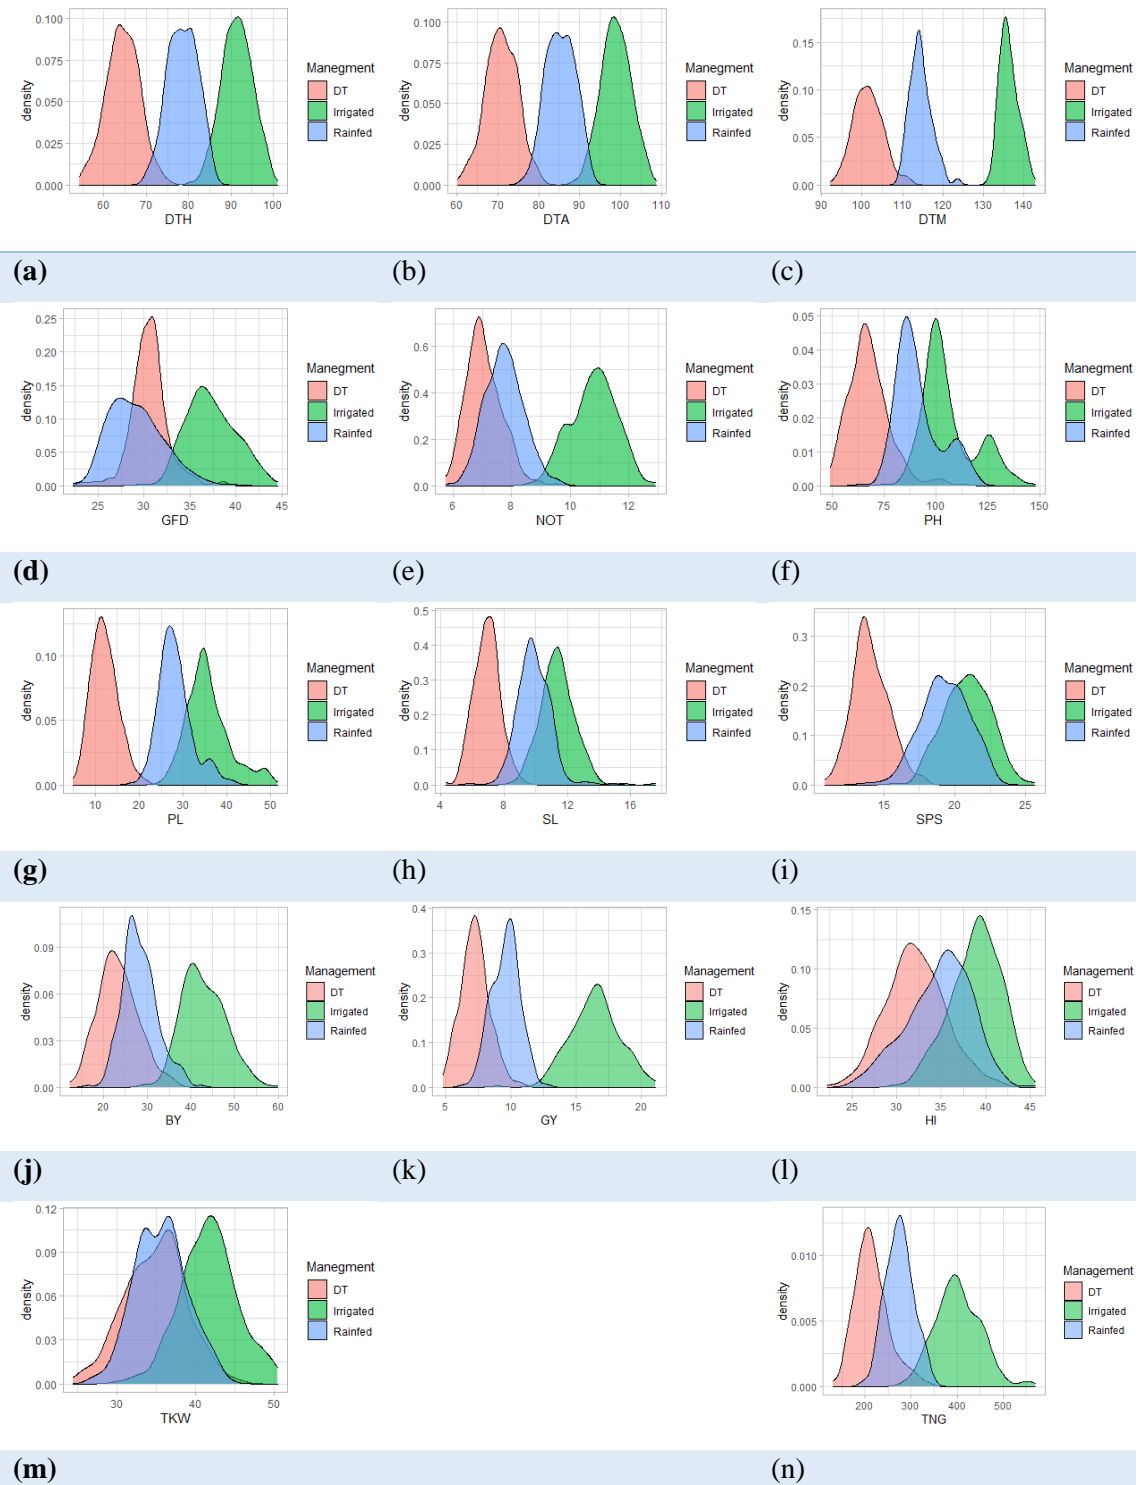 0.100
0.075
0.050
0.025
0.000
density
60 70 80 90 100
DTH
Manegment
DT
Irrigated
Rainfed
0.100
0.075
0.050
0.025
0.000
density
60 70 80 90 100 110
DTA
Manegment
DT
Irrigated
Rainfed
0.15
0.10
0.05
0.00
density
90 100 110 120 130 140
DTM
Manegment
DT
Irrigated
Rainfed
(a) (b) (c)
0.25
0.20
0.15
0.10
0.05
0.00
density
25 30 35 40 45
GFD
Manegment
DT
Irrigated
Rainfed
0.6
0.4
0.2
0.0
density
6 8 10 12
NOT
Manegment
DT
Irrigated
Rainfed
0.05
0.04
0.03
0.02
0.01
0.00
density
50 75 100 125 150
PH
Manegment
DT
Irrigated
Rainfed
(d) (e) (f)
0.10
0.05
0.00
density
10 20 30 40 50
PL
Manegment
DT
Irrigated
Rainfed
0.5
0.4
0.3
0.2
0.1
0.0
density
4 8 12 16
SL
Manegment
DT
Irrigated
Rainfed
0.3
0.2
0.1
0.0
density
15 20 25
SPS
Manegment
DT
Irrigated
Rainfed
(g) (h) (i)
0.09
0.06
0.03
0.00
density
20 30 40 50 60
BY
Management
DT
Irrigated
Rainfed
0.4
0.3
0.2
0.1
0.0
density
5 10 15 20
GY
Management
DT
Irrigated
Rainfed
0.15
0.10
0.05
0.00
density
25 30 35 40 45
HI
Management
DT
Irrigated
Rainfed
(j) (k) (l)
0.12
0.09
0.06
0.03
0.00
density
30 40 50
TKW
Manegment
DT
Irrigated
Rainfed
0.010
0.005
0.000
density
200 300 400 500
TNG
Management
DT
Irrigated
Rainfed
(m) (n)